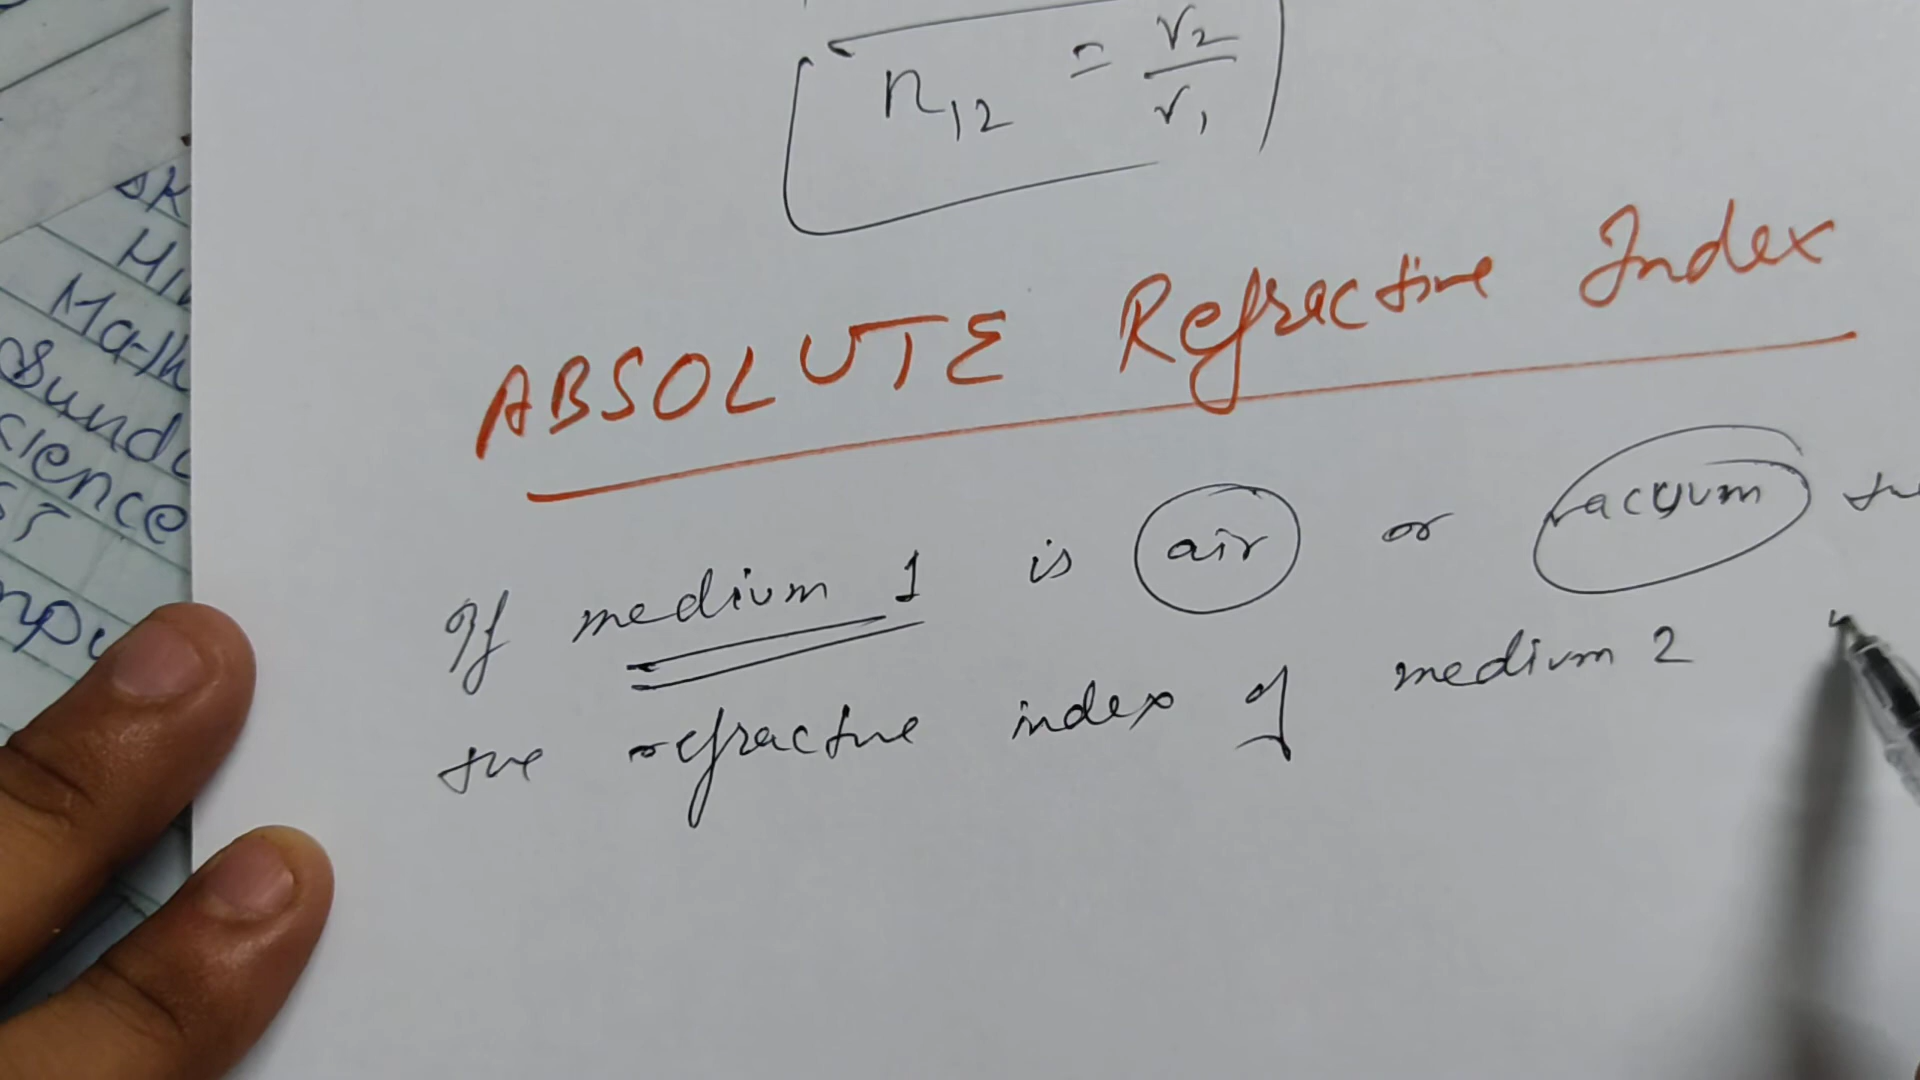 n12 = v2/v1
ABSOLUTE Refractive Index
If medium 1 is air or vacuum
the refractive index of medium 2
Math